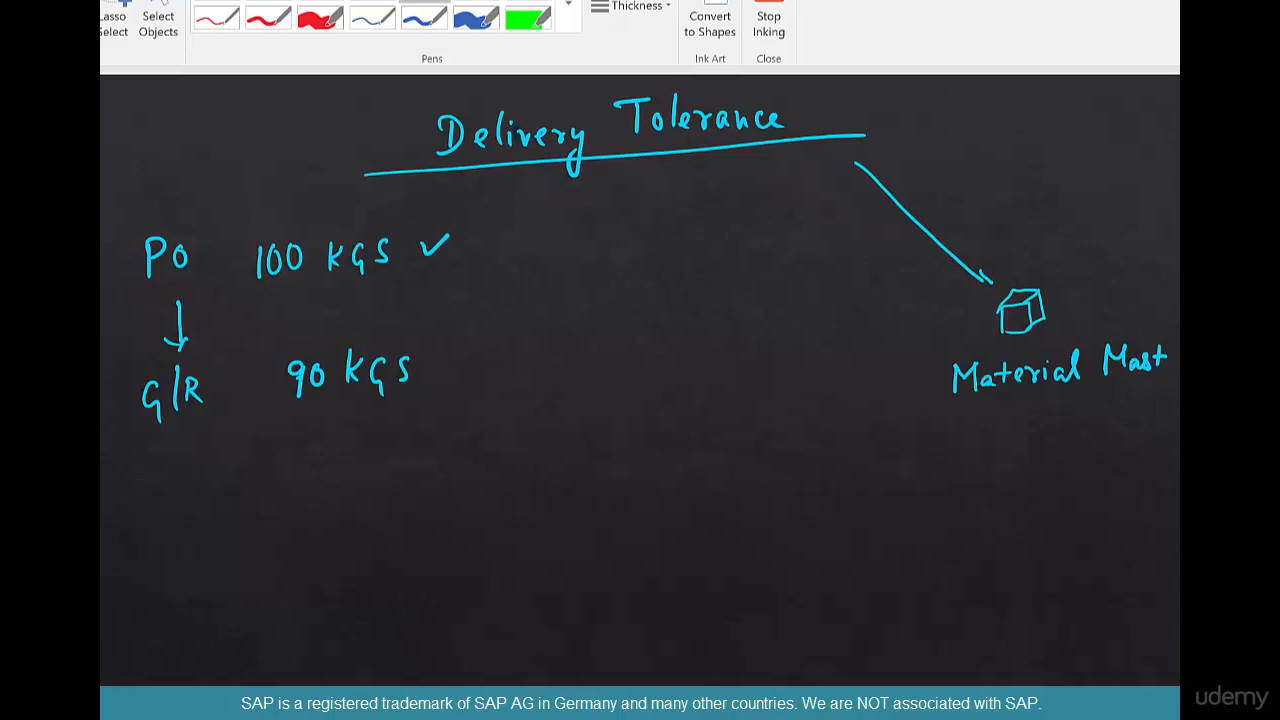 Lasso Select
Select Objects
Thickness
Convert to Shapes
Stop Inking
Pens
Ink Art
Close
Delivery Tolerance
PO 100 KGS ✓
G/R 90 KGS
Material Mast
SAP is a registered trademark of SAP AG in Germany and many other countries. We are NOT associated with SAP.
udemy